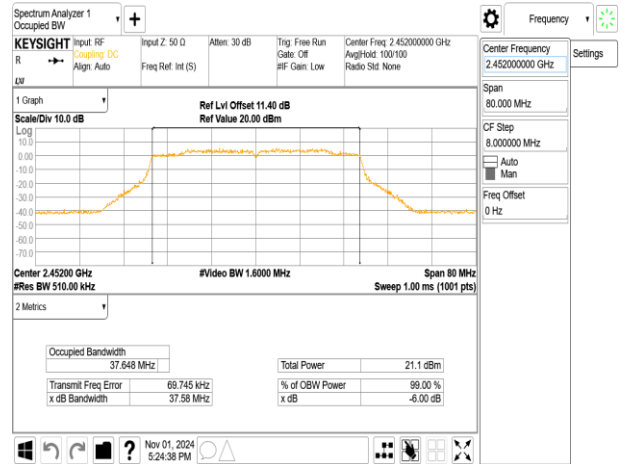 Spectrum Analyzer 1
Occupied BW
+
Frequency
KEYSIGHT
R
LXI
Input: RF
Coupling: DC
Align: Auto
Input Z: 50 Ω
Freq Ref: Int (S)
Atten: 30 dB
Trig: Free Run
Gate: Off
#IF Gain: Low
Center Freq: 2.452000000 GHz
Avg|Hold: 100/100
Radio Std: None
Center Frequency
2.452000000 GHz
Settings
Span
80.000 MHz
CF Step
8.000000 MHz
Auto
Man
Freq Offset
0 Hz
1 Graph
Scale/Div 10.0 dB
Ref Lvl Offset 11.40 dB
Ref Value 20.00 dBm
Log
10.0
0.00
-10.0
-20.0
-30.0
-40.0
-50.0
-60.0
-70.0
Center 2.45200 GHz
#Res BW 510.00 kHz
#Video BW 1.6000 MHz
Span 80 MHz
Sweep 1.00 ms (1001 pts)
2 Metrics
Occupied Bandwidth
37.648 MHz
Transmit Freq Error 69.745 kHz
x dB Bandwidth 37.58 MHz
Total Power 21.1 dBm
% of OBW Power 99.00 %
x dB -6.00 dB
?
Nov 01, 2024
5:24:38 PM